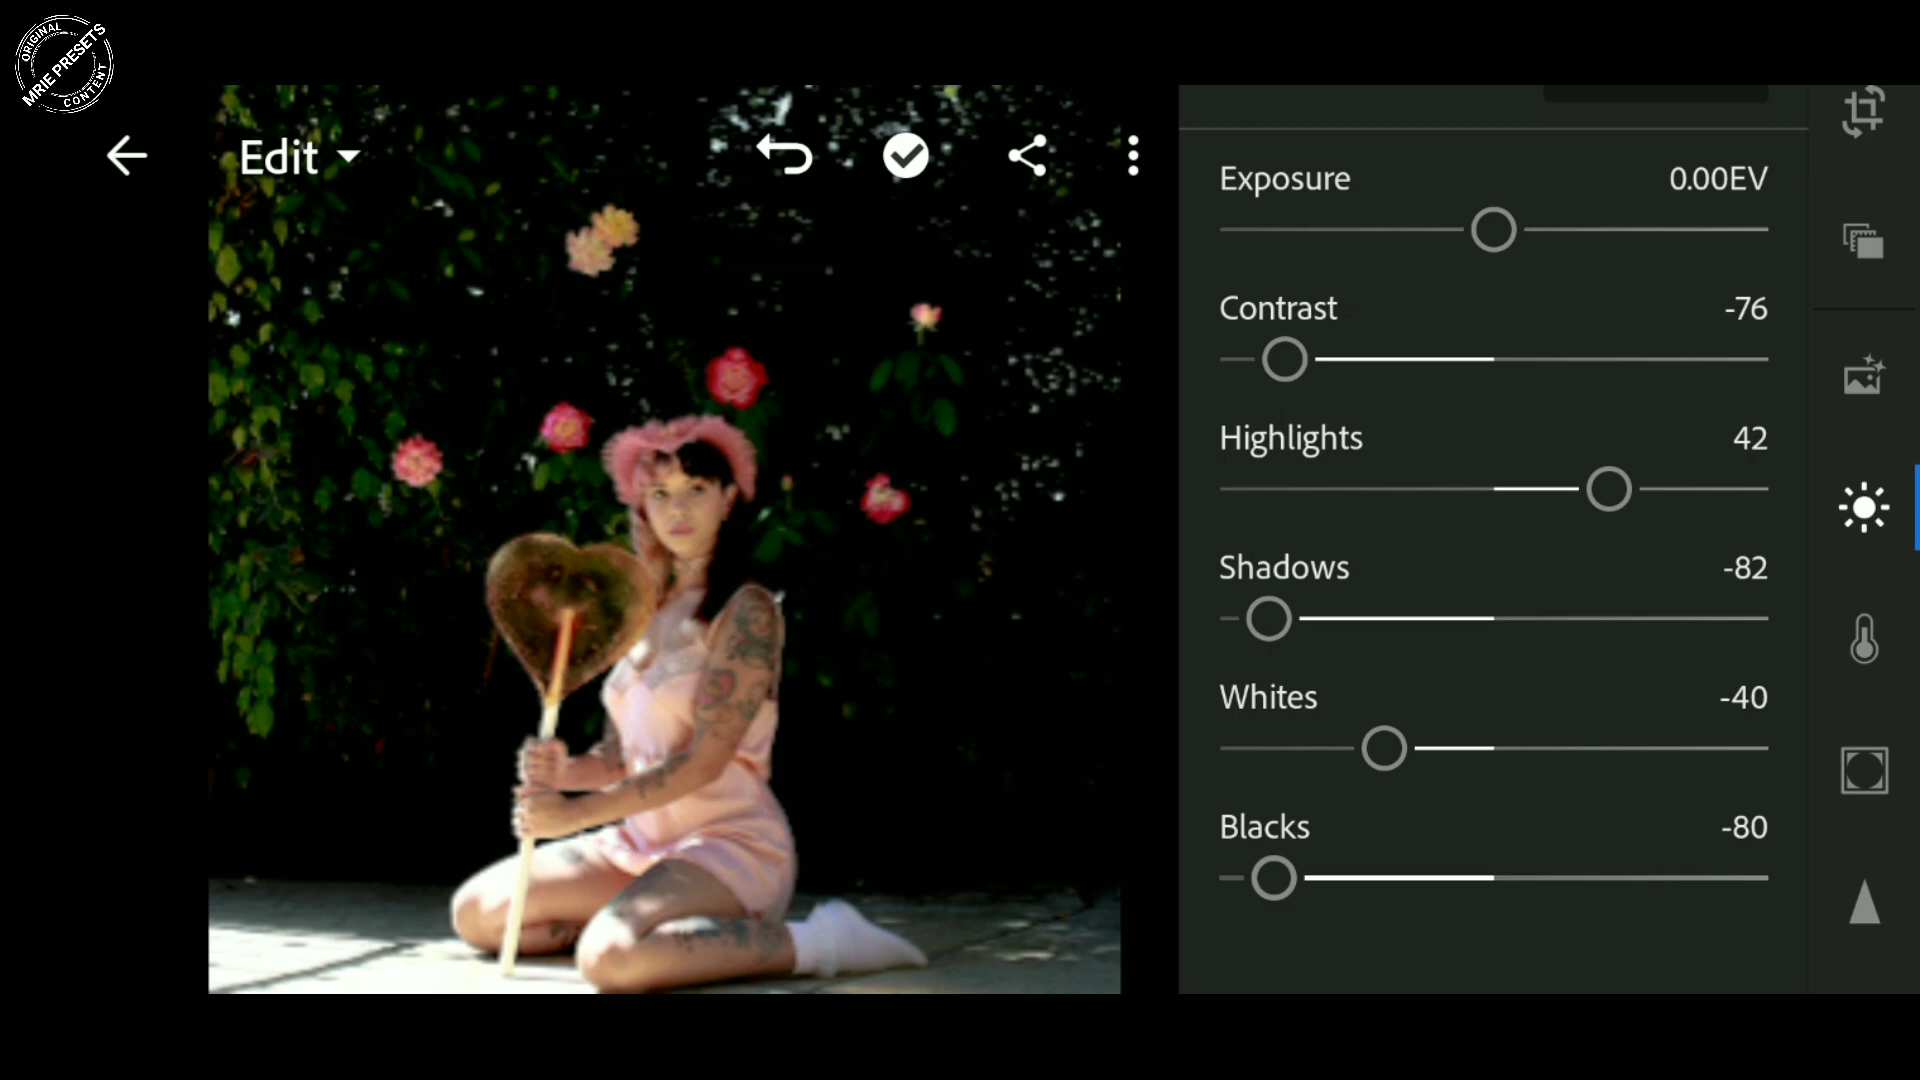 ORIGINAL
MRIE PRESETS
CONTENT
Edit
Exposure 0.00EV
Contrast -76
Highlights 42
Shadows -82
Whites -40
Blacks -80